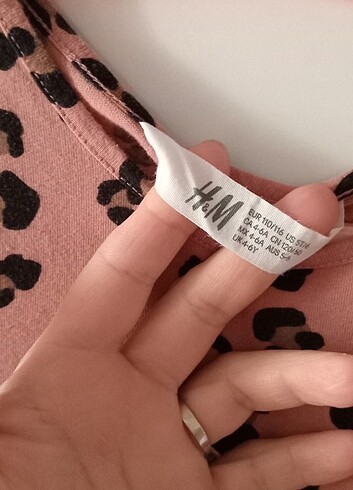 H&M
EUR 110/116 US 5T/6
CA 4-6A CN 120/60
MX 4-6A AUS 5-6
UK 4-6Y